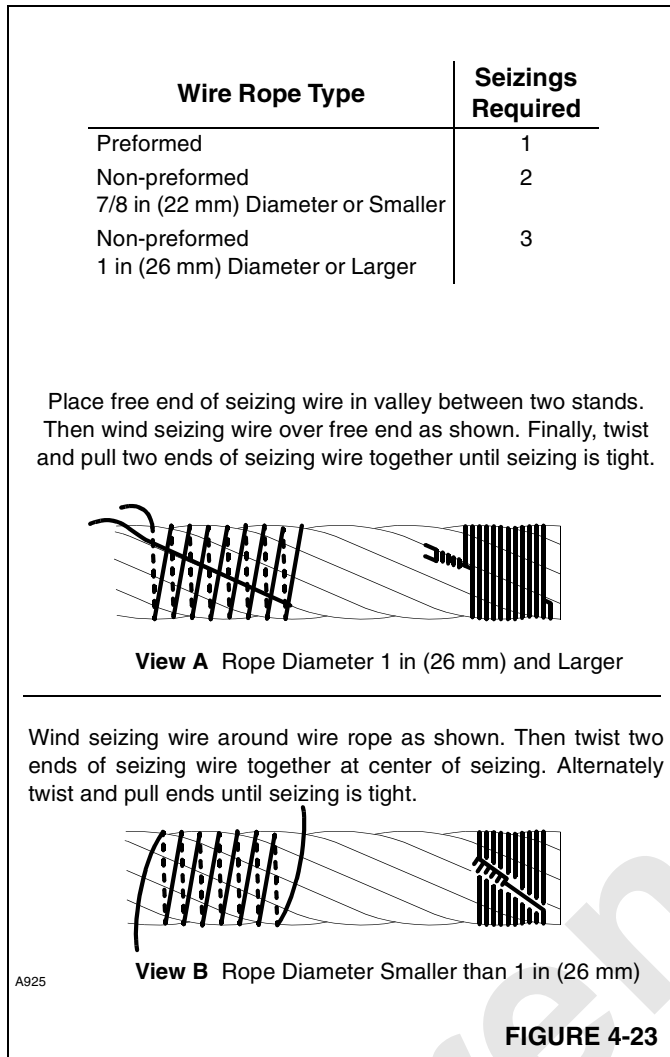 Wire Rope Type
Seizings
Required
Preformed 1
Non-preformed 2
7/8 in (22 mm) Diameter or Smaller
Non-preformed 3
1 in (26 mm) Diameter or Larger
Place free end of seizing wire in valley between two stands.
Then wind seizing wire over free end as shown. Finally, twist
and pull two ends of seizing wire together until seizing is tight.
View A Rope Diameter 1 in (26 mm) and Larger
Wind seizing wire around wire rope as shown. Then twist two
ends of seizing wire together at center of seizing. Alternately
twist and pull ends until seizing is tight.
View B Rope Diameter Smaller than 1 in (26 mm)
A925
FIGURE 4-23